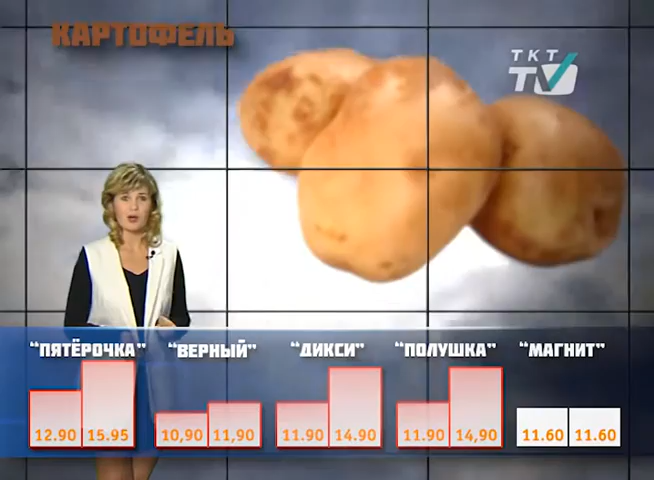 КАРТОФЕЛЬ
ТКТ
TV
"ПЯТЁРОЧКА" "ВЕРНЫЙ" "ДИКСИ" "ПОЛУШКА" "МАГНИТ"
12.90 15.95 10,90 11,90 11.90 14.90 11.90 14,90 11.60 11.60